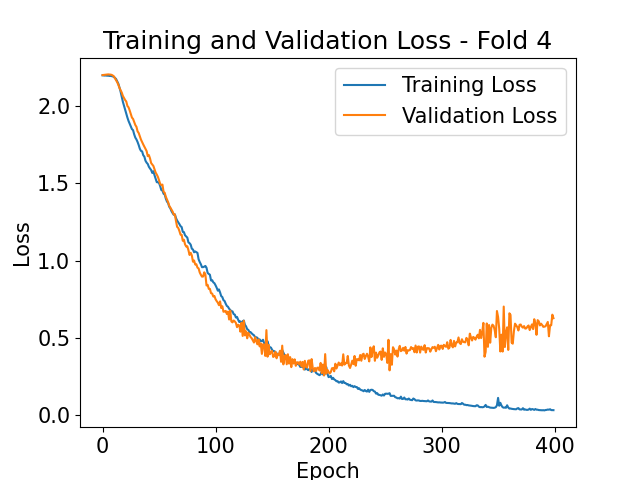 Training and Validation Loss - Fold 4
Training Loss
Validation Loss
Loss
2.0
1.5
1.0
0.5
0.0
0 100 200 300 400
Epoch